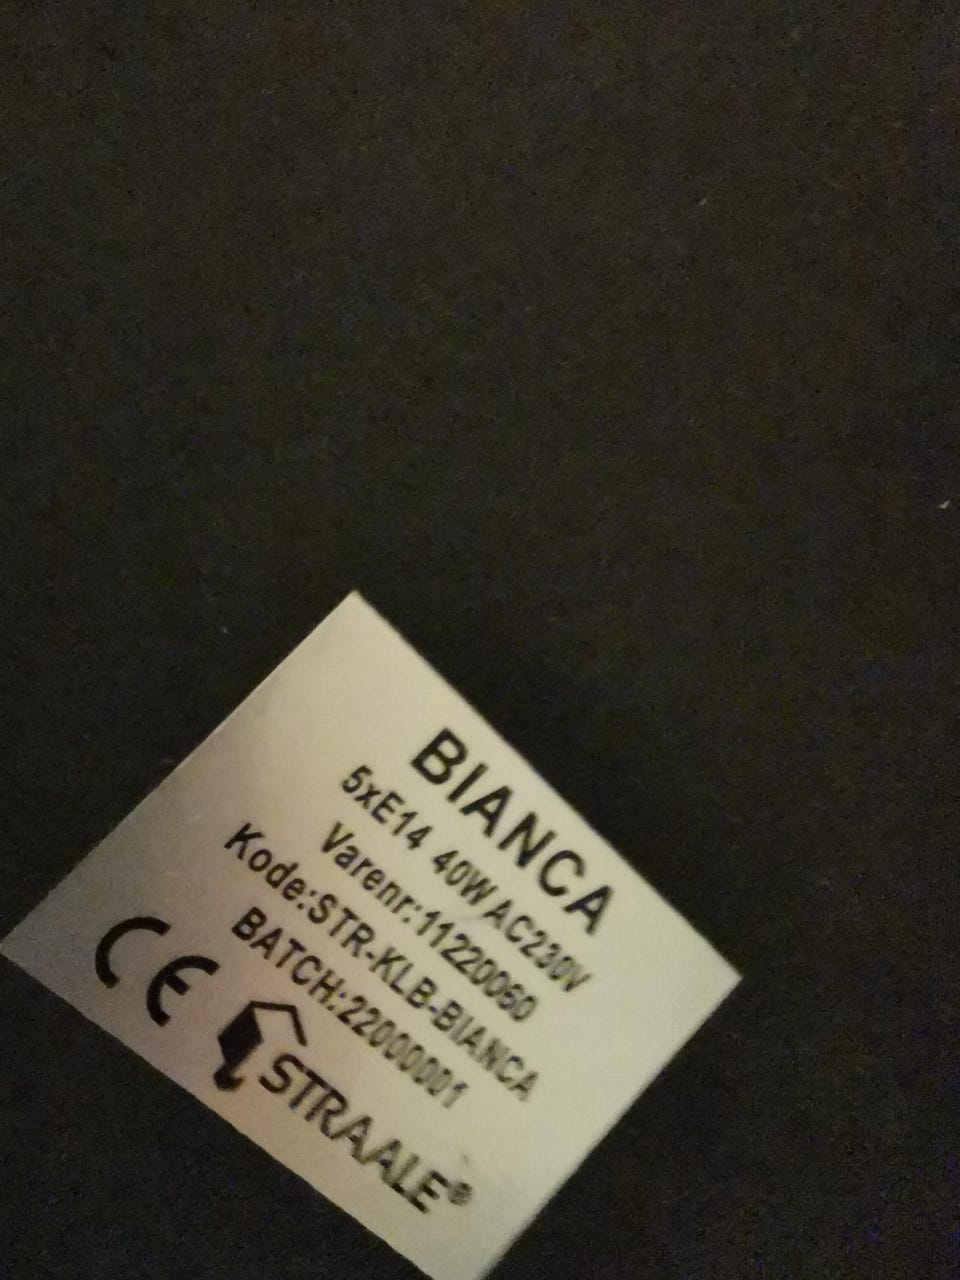 BIANCA
5xE14 40W AC230V
Varenr:11220060
Kode:STR-KLB-BIANCA
BATCH:22000001
CE STRAALE®